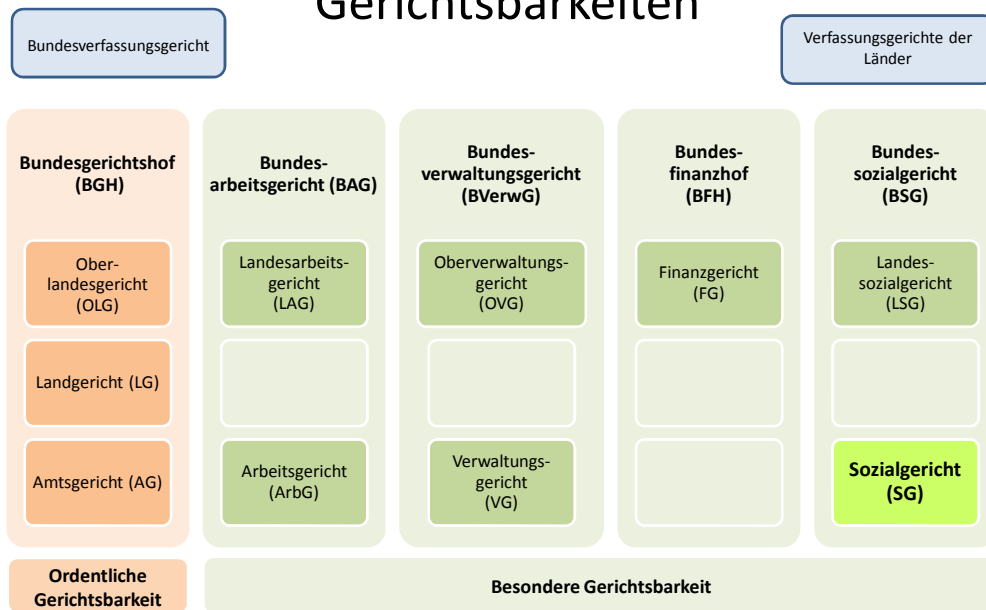 Gerichtsbarkeiten
Bundesverfassungsgericht
Verfassungsgerichte der
Länder
Bundesgerichtshof
(BGH)
Bundes-
arbeitsgericht (BAG)
Bundes-
verwaltungsgericht
(BVerwG)
Bundes-
finanzhof
(BFH)
Bundes-
sozialgericht
(BSG)
Ober-
landesgericht
(OLG)
Landesarbeits-
gericht
(LAG)
Oberverwaltungs-
gericht
(OVG)
Finanzgericht
(FG)
Landes-
sozialgericht
(LSG)
Landgericht (LG)
Amtsgericht (AG)
Arbeitsgericht
(ArbG)
Verwaltungs-
gericht
(VG)
Sozialgericht
(SG)
Ordentliche
Gerichtsbarkeit
Besondere Gerichtsbarkeit